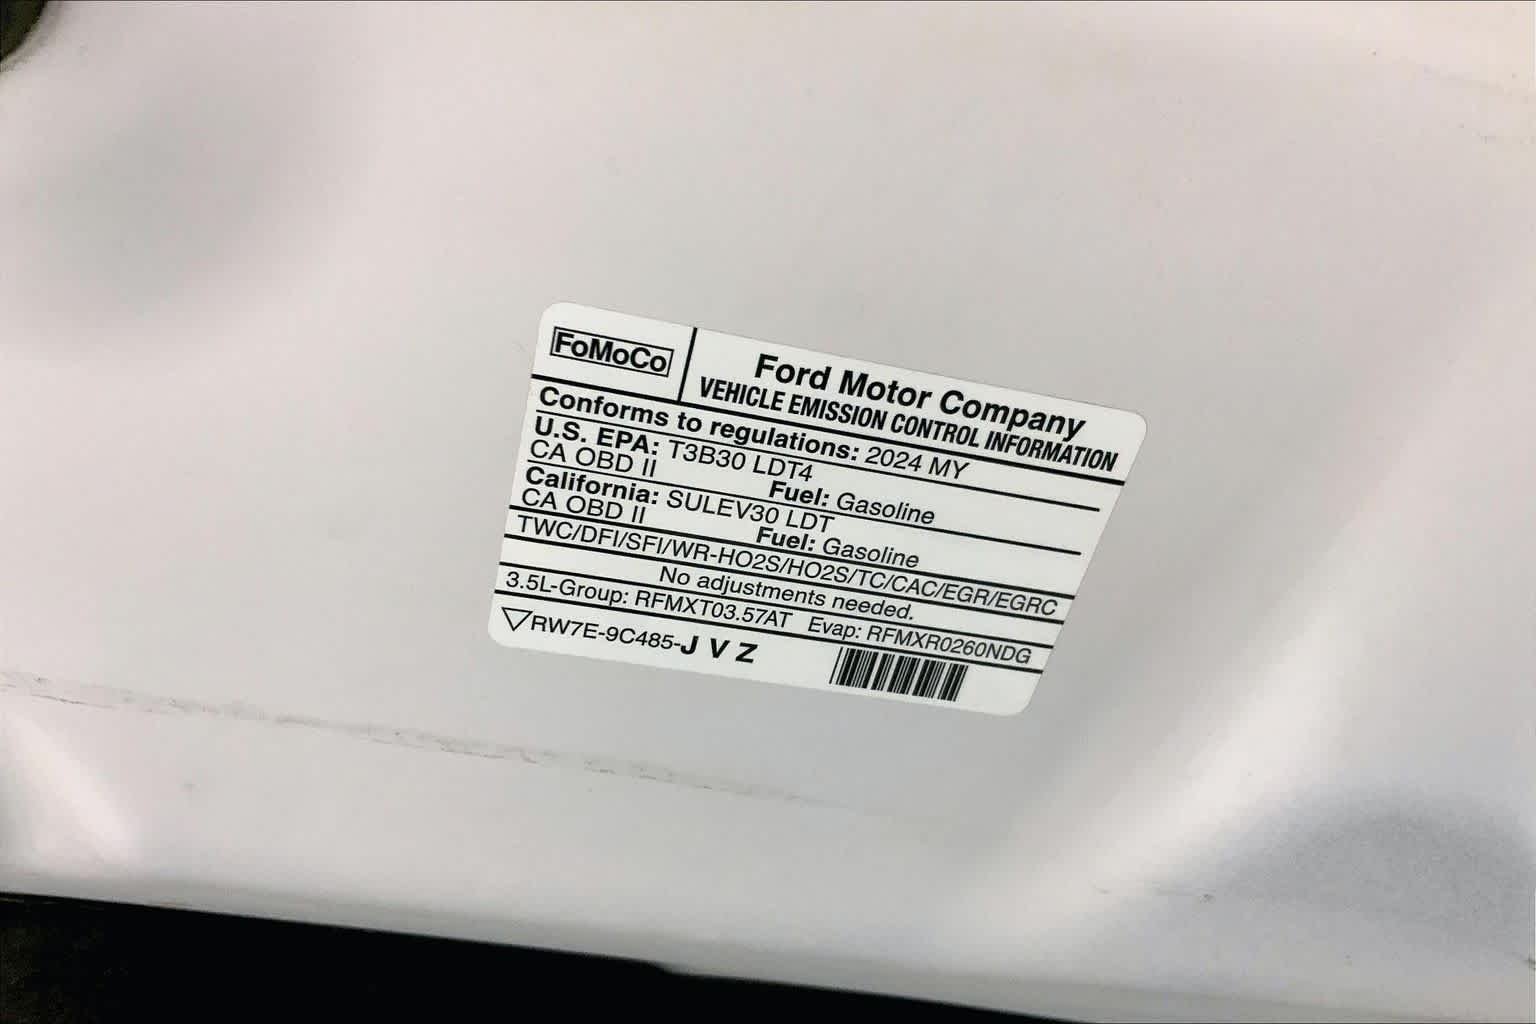 FoMoCo
Ford Motor Company
VEHICLE EMISSION CONTROL INFORMATION
Conforms to regulations: 2024 MY
U.S. EPA: T3B30 LDT4
CA OBD II Fuel: Gasoline
California: SULEV30 LDT
CA OBD II Fuel: Gasoline
TWC/DFI/SFI/WR-HO2S/HO2S/TC/CAC/EGR/EGRC
No adjustments needed.
3.5L-Group: RFMXT03.57AT Evap: RFMXR0260NDG
RW7E-9C485-J V Z